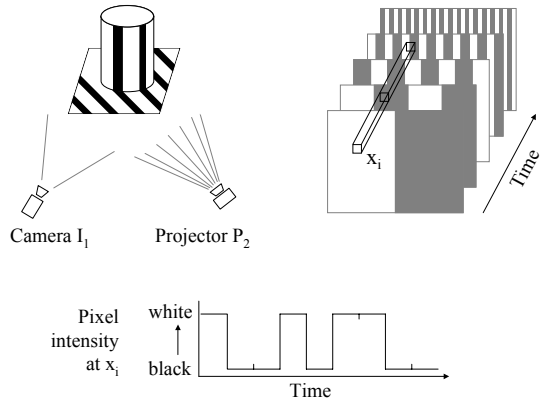 Camera I1
Projector P2
xi
Time
Pixel
intensity
at xi
white
black
Time